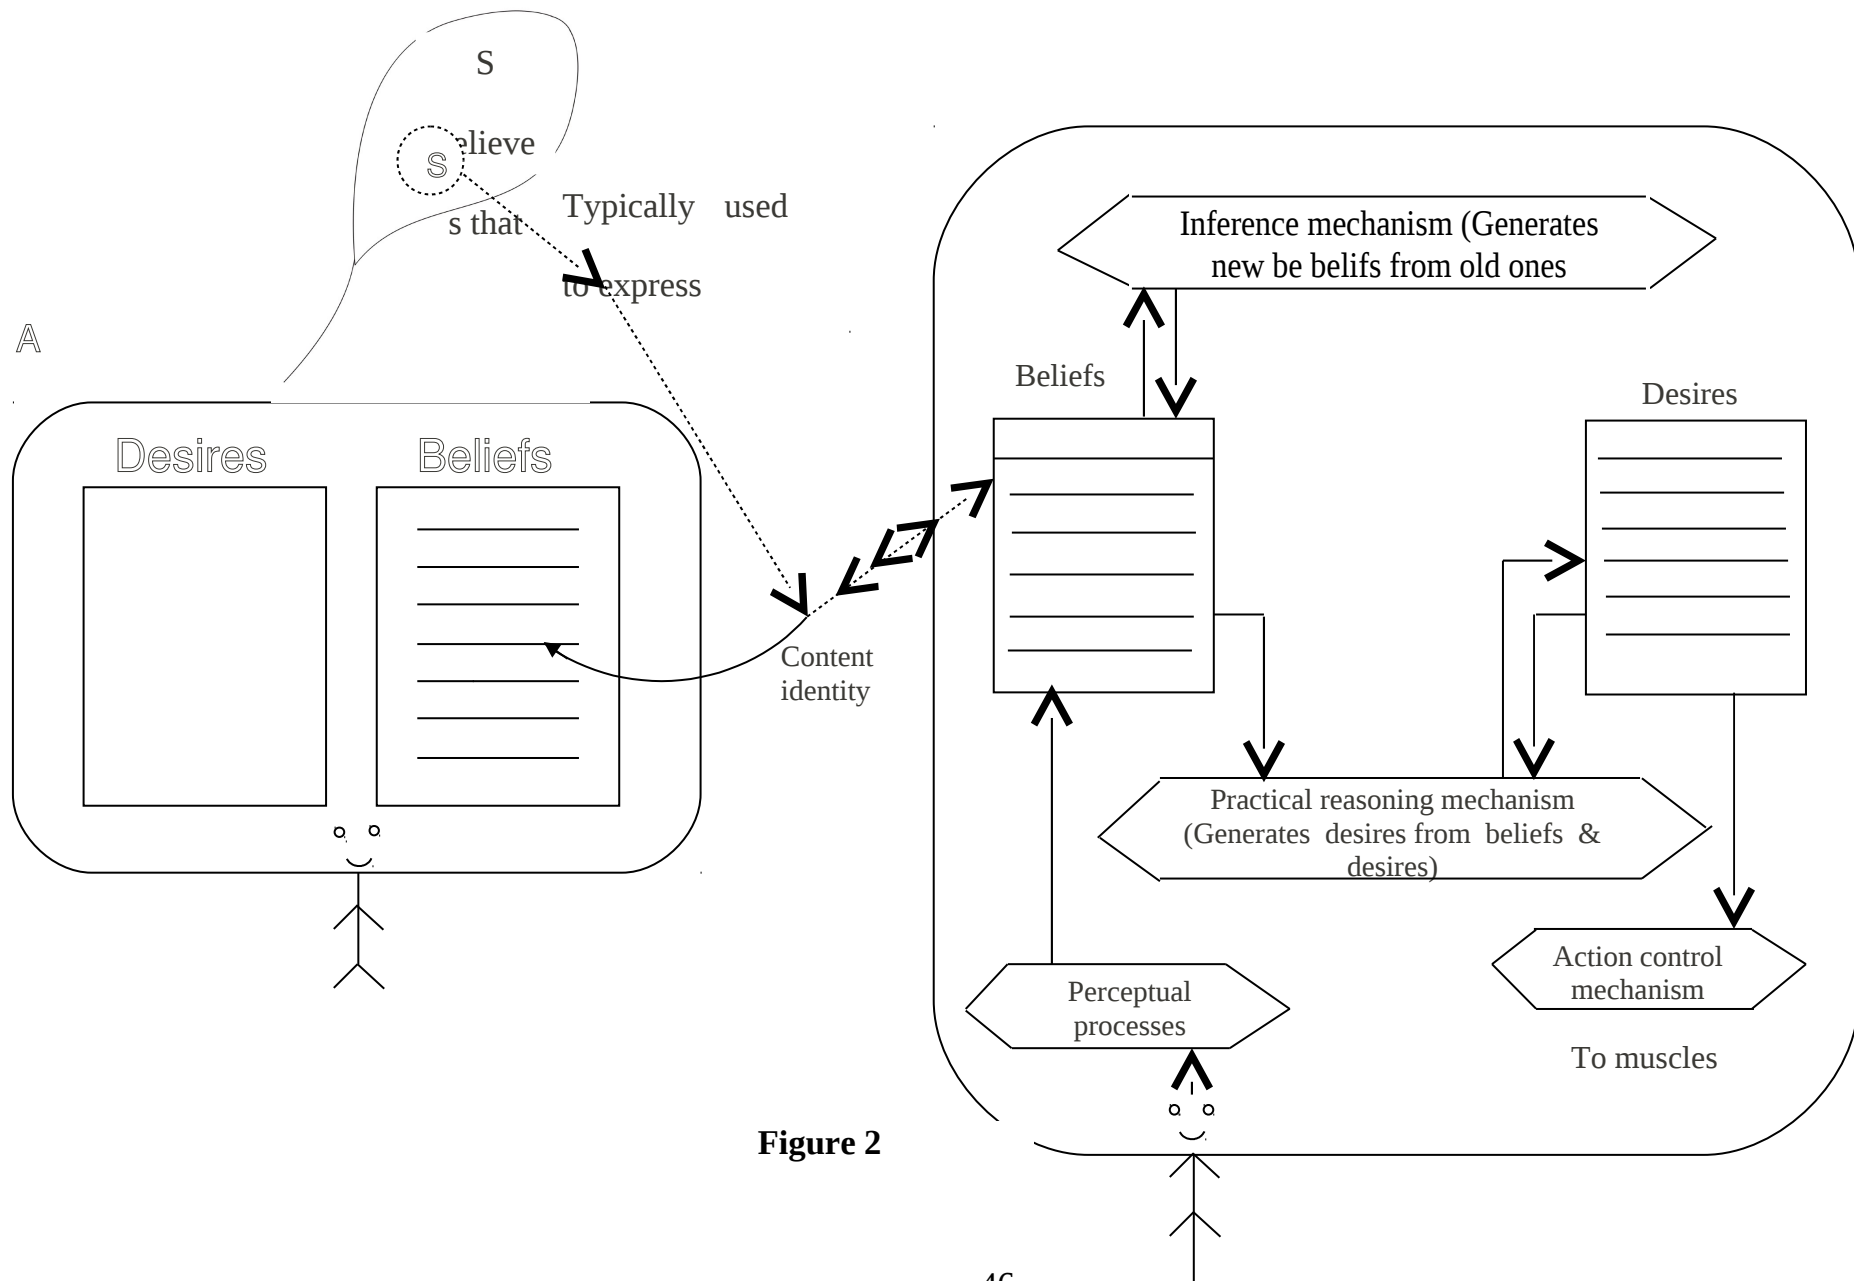 S
elieve
S
s that
Typically used
to express
A
Desires
Beliefs
Content
identity
Inference mechanism (Generates
new be belifs from old ones
Beliefs
Desires
Practical reasoning mechanism
(Generates desires from beliefs &
desires)
Action control
mechanism
Perceptual
processes
To muscles
Figure 2